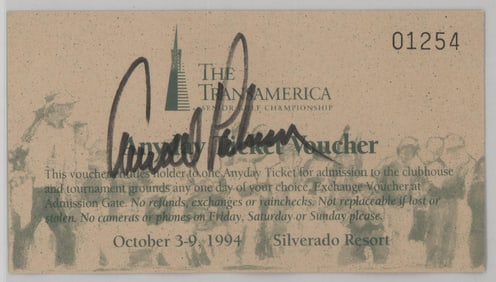 01254
THE
TRANSAMERICA
SENIOR GOLF CHAMPIONSHIP
Arnold Palmer
Anyday Ticket Voucher
This voucher entitles holder to one Anyday Ticket for admission to the clubhouse
and tournament grounds any one day of your choice. Exchange Voucher at
Admission Gate. No refunds, exchanges or rainchecks. Not replaceable if lost or
stolen. No cameras or phones on Friday, Saturday or Sunday please.
October 3-9, 1994 Silverado Resort